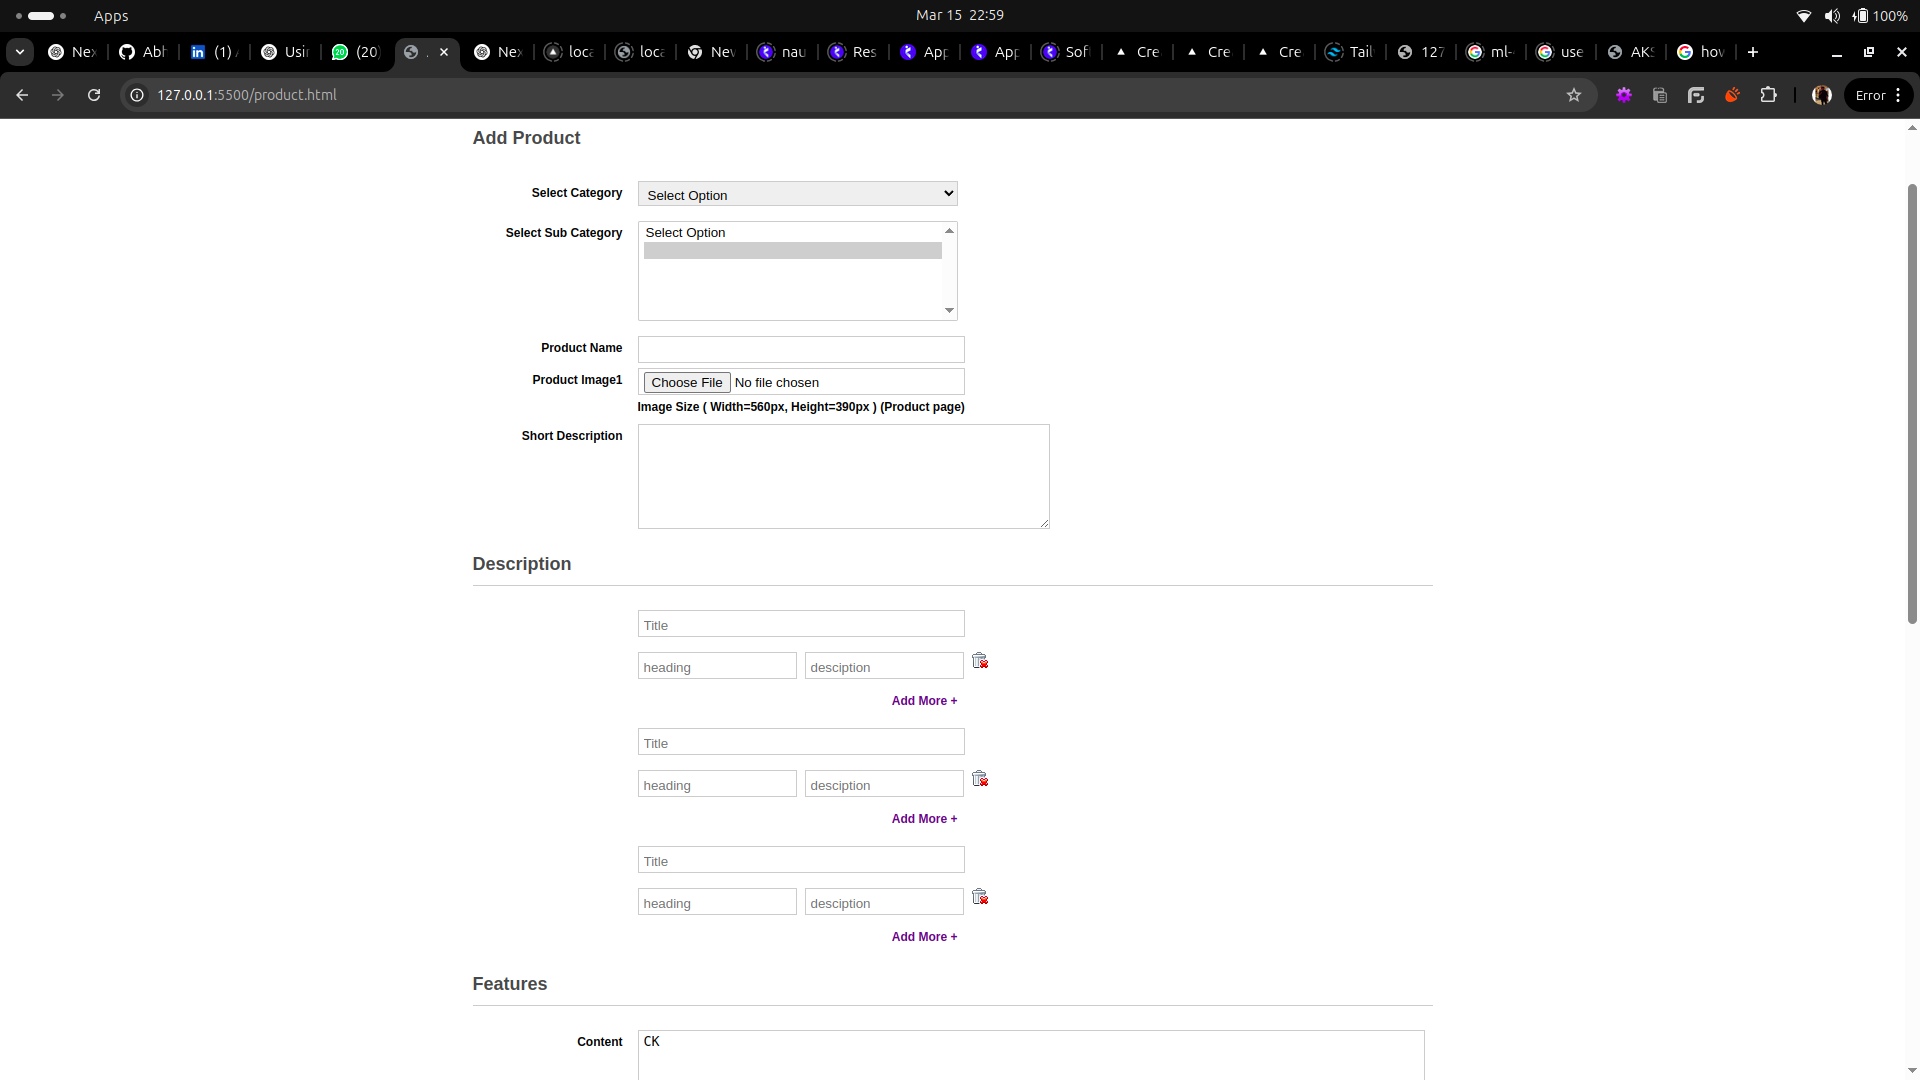 Apps
Mar 15 22:59
100%
Nex
Abh
(1)
Usin
(20)
Nex
loca
loca
New
nau
Res
App
App
Soft
Cre
Cre
Cre
Tail
127
ml-
use
AKS
how
127.0.0.1:5500/product.html
Error
Add Product
Select Category
Select Option
Select Sub Category
Select Option
Product Name
Product Image1
Choose File No file chosen
Image Size ( Width=560px, Height=390px ) (Product page)
Short Description
Description
Title
heading
desciption
Add More +
Title
heading
desciption
Add More +
Title
heading
desciption
Add More +
Features
Content
CK